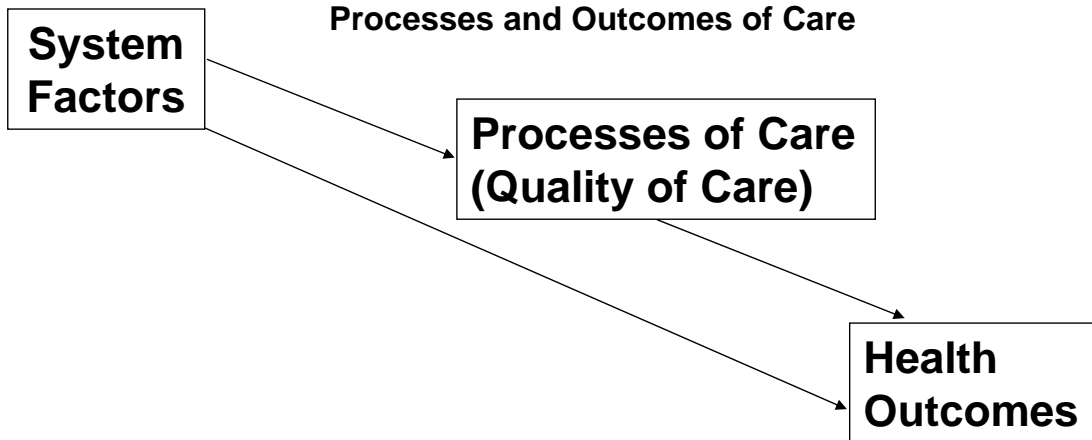 Processes and Outcomes of Care
System
Factors
Processes of Care
(Quality of Care)
Health
Outcomes